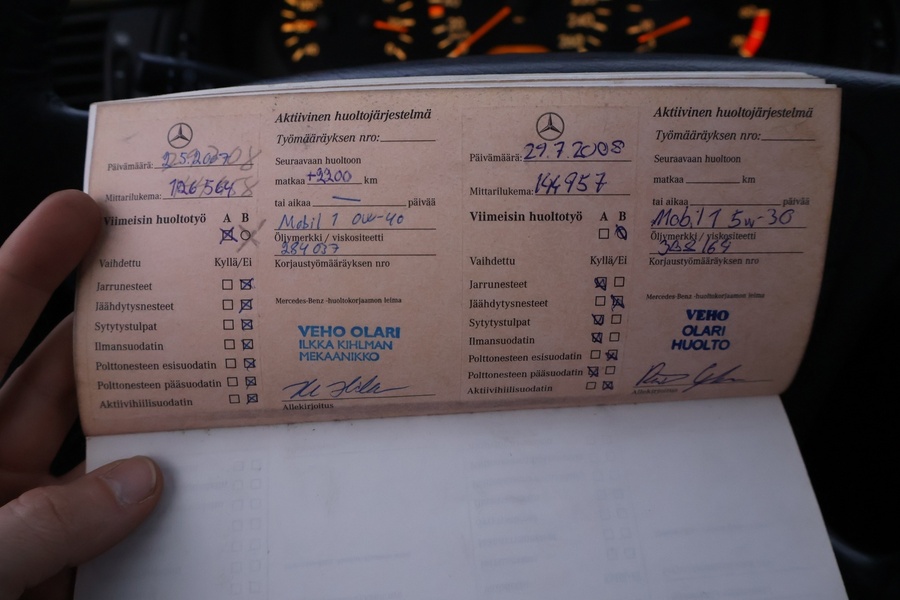 Aktiivinen huoltojärjestelmä
Työmääräyksen nro:
Päivämäärä:
Mittarilukema:
Seuraavaan huoltoon
matkaa +2200 km
tai aikaa — päivää
Viimeisin huoltotyö A B
Mobil 1 0w-40
Öljymerkki / viskositeetti
284 037
Korjaustyömääräyksen nro
Vaihdettu Kyllä/Ei
Jarrunesteet
Jäähdytysnesteet
Sytytystulpat
Ilmansuodatin
Polttonesteen esisuodatin
Polttonesteen pääsuodatin
Aktiivihiilisuodatin
Mercedes-Benz -huoltokorjaamon leima
VEHO OLARI
ILKKA KIHLMAN
MEKAANIKKO
Allekirjoitus
Aktiivinen huoltojärjestelmä
Työmääräyksen nro:
Päivämäärä: 29.7.2008
Mittarilukema: 144957
Seuraavaan huoltoon
matkaa km
tai aikaa päivää
Viimeisin huoltotyö A B
Mobil 1 5w-30
Öljymerkki / viskositeetti
Korjaustyömääräyksen nro
Vaihdettu Kyllä/Ei
Jarrunesteet
Jäähdytysnesteet
Sytytystulpat
Ilmansuodatin
Polttonesteen esisuodatin
Polttonesteen pääsuodatin
Aktiivihiilisuodatin
Mercedes-Benz -huoltokorjaamon leima
VEHO
OLARI
HUOLTO
Allekirjoitus